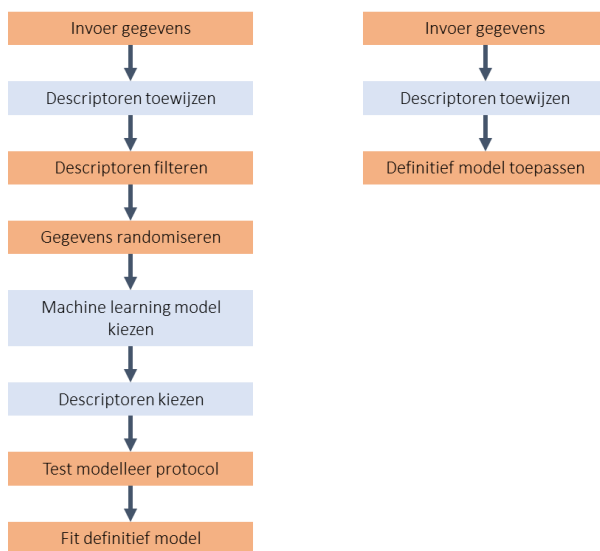 Invoer gegevens
Descriptoren toewijzen
Descriptoren filteren
Gegevens randomiseren
Machine learning model
kiezen
Descriptoren kiezen
Test modelleer protocol
Fit definitief model
Invoer gegevens
Descriptoren toewijzen
Definitief model toepassen